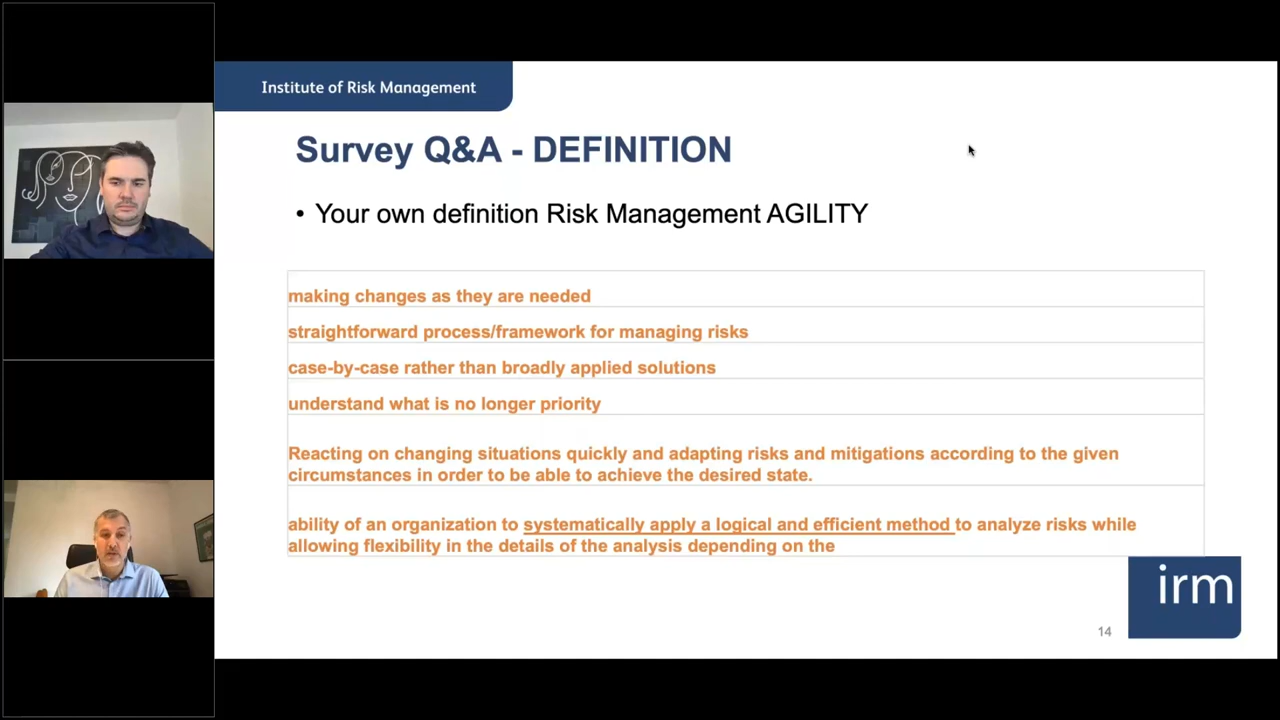 Institute of Risk Management
Survey Q&A - DEFINITION
• Your own definition Risk Management AGILITY
making changes as they are needed
straightforward process/framework for managing risks
case-by-case rather than broadly applied solutions
understand what is no longer priority
Reacting on changing situations quickly and adapting risks and mitigations according to the given
circumstances in order to be able to achieve the desired state.
ability of an organization to systematically apply a logical and efficient method to analyze risks while
allowing flexibility in the details of the analysis depending on the
irm
14